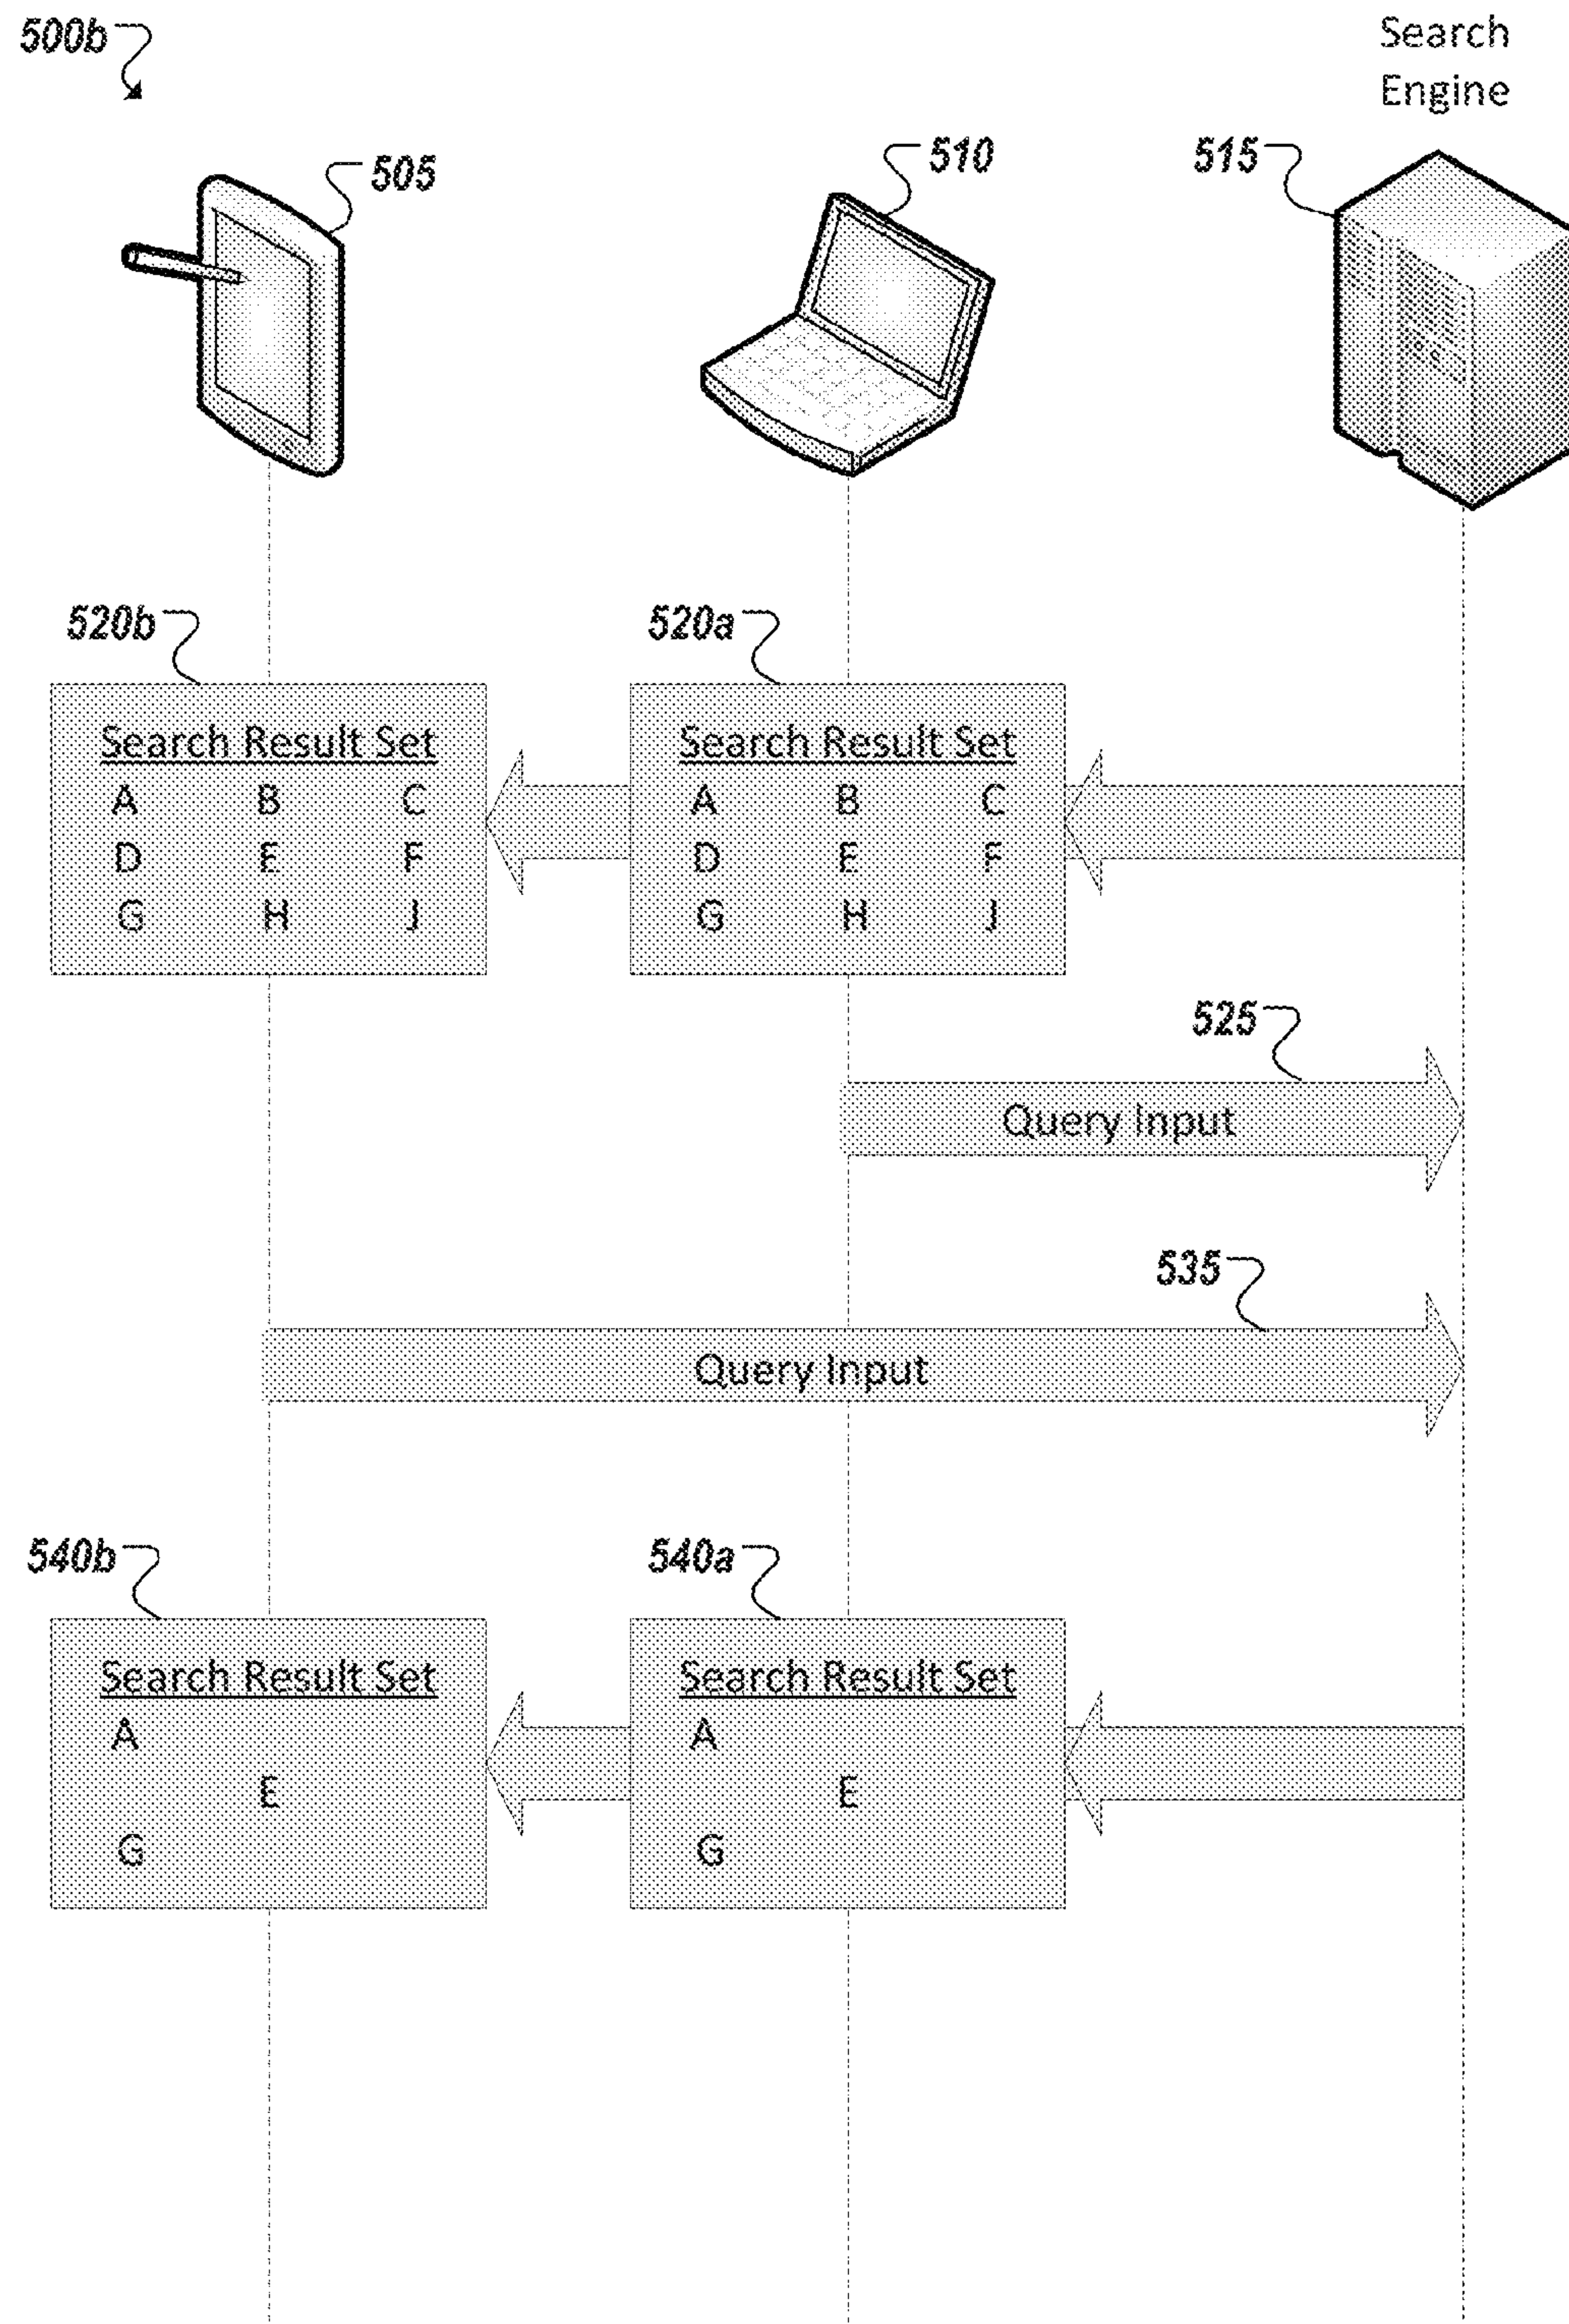 500b
Search
Engine
505
510
515
520b
520a
Search Result Set
A B C
D E F
G H J
Search Result Set
A B C
D E F
G H J
525
Query Input
535
Query Input
540b
540a
Search Result Set
A
E
G
Search Result Set
A
E
G